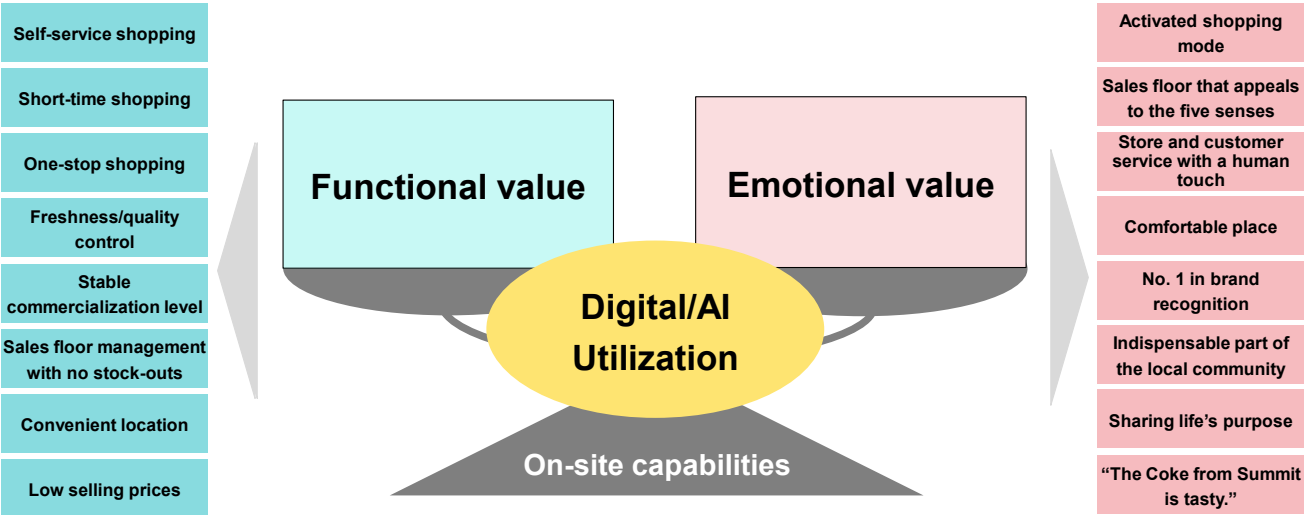 Self-service shopping
Short-time shopping
One-stop shopping
Freshness/quality
control
Stable
commercialization level
Sales floor management
with no stock-outs
Convenient location
Low selling prices
Functional value
Emotional value
Digital/AI
Utilization
On-site capabilities
Activated shopping
mode
Sales floor that appeals
to the five senses
Store and customer
service with a human
touch
Comfortable place
No. 1 in brand
recognition
Indispensable part of
the local community
Sharing life’s purpose
“The Coke from Summit
is tasty.”